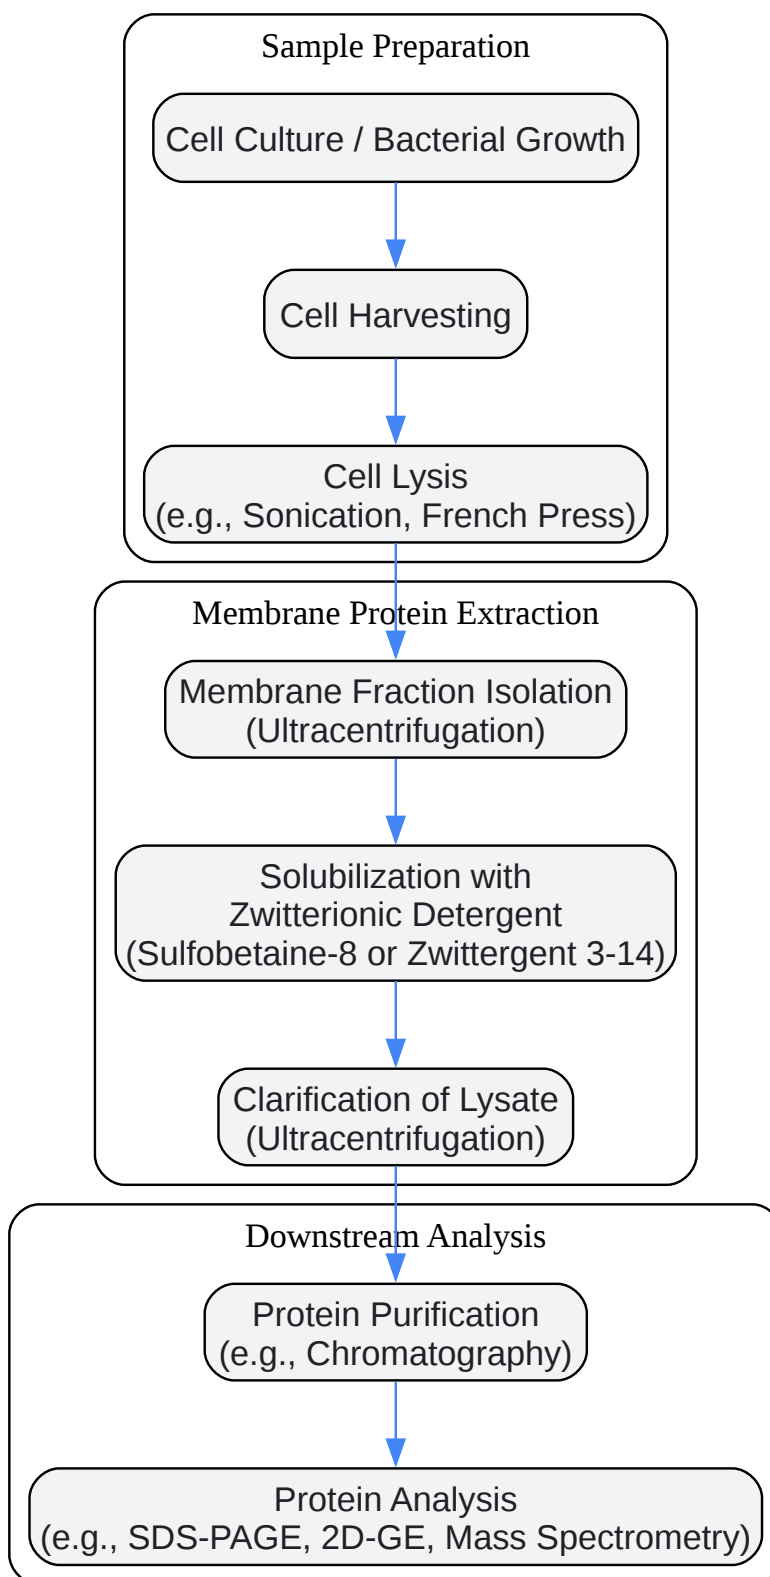 Sample Preparation
Cell Culture / Bacterial Growth
Cell Harvesting
Cell Lysis
(e.g., Sonication, French Press)
Membrane Protein Extraction
Membrane Fraction Isolation
(Ultracentrifugation)
Solubilization with
Zwitterionic Detergent
(Sulfobetaine-8 or Zwittergent 3-14)
Clarification of Lysate
(Ultracentrifugation)
Downstream Analysis
Protein Purification
(e.g., Chromatography)
Protein Analysis
(e.g., SDS-PAGE, 2D-GE, Mass Spectrometry)